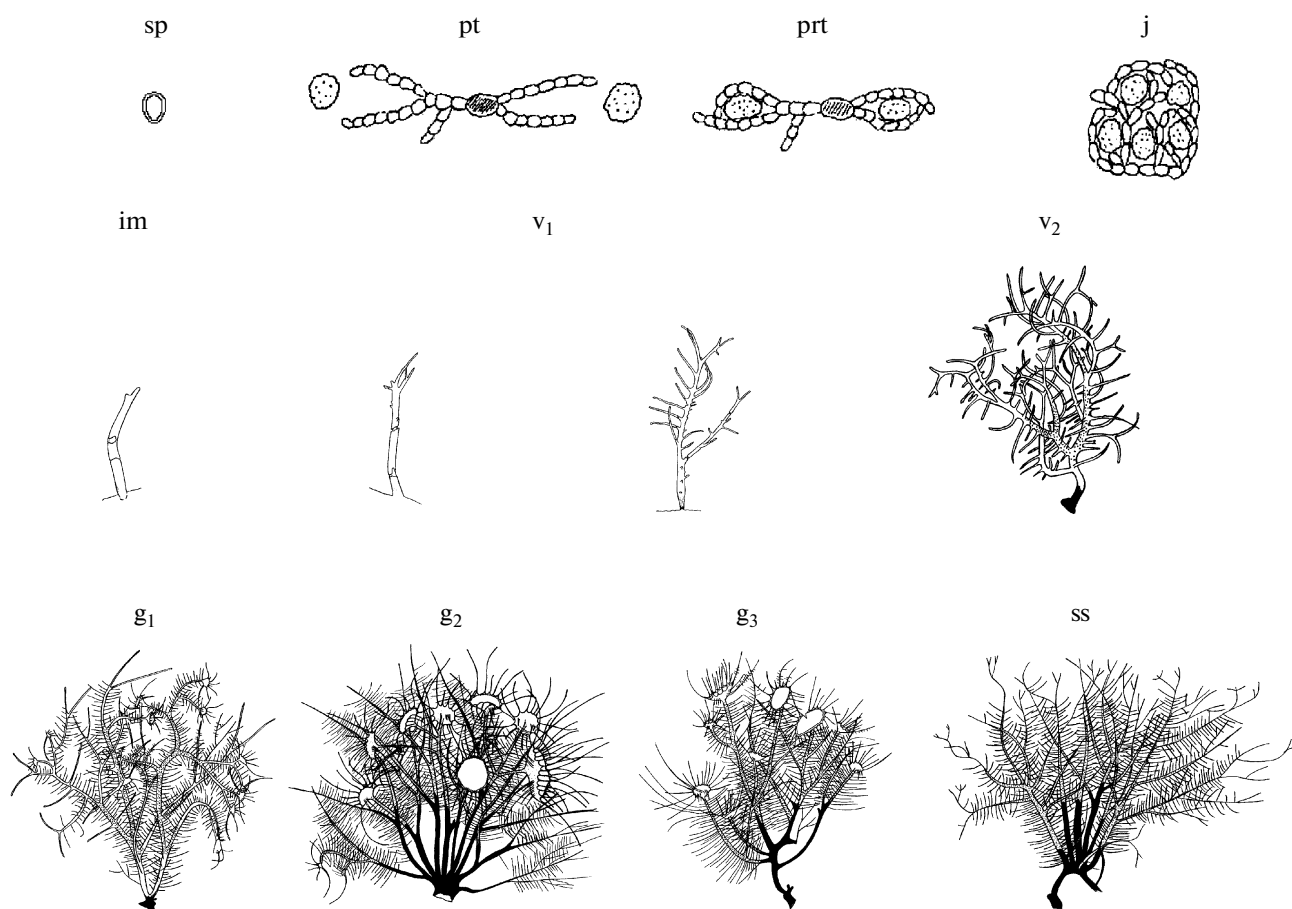 sp pt prt j
im v₁ v₂
g₁ g₂ g₃ ss